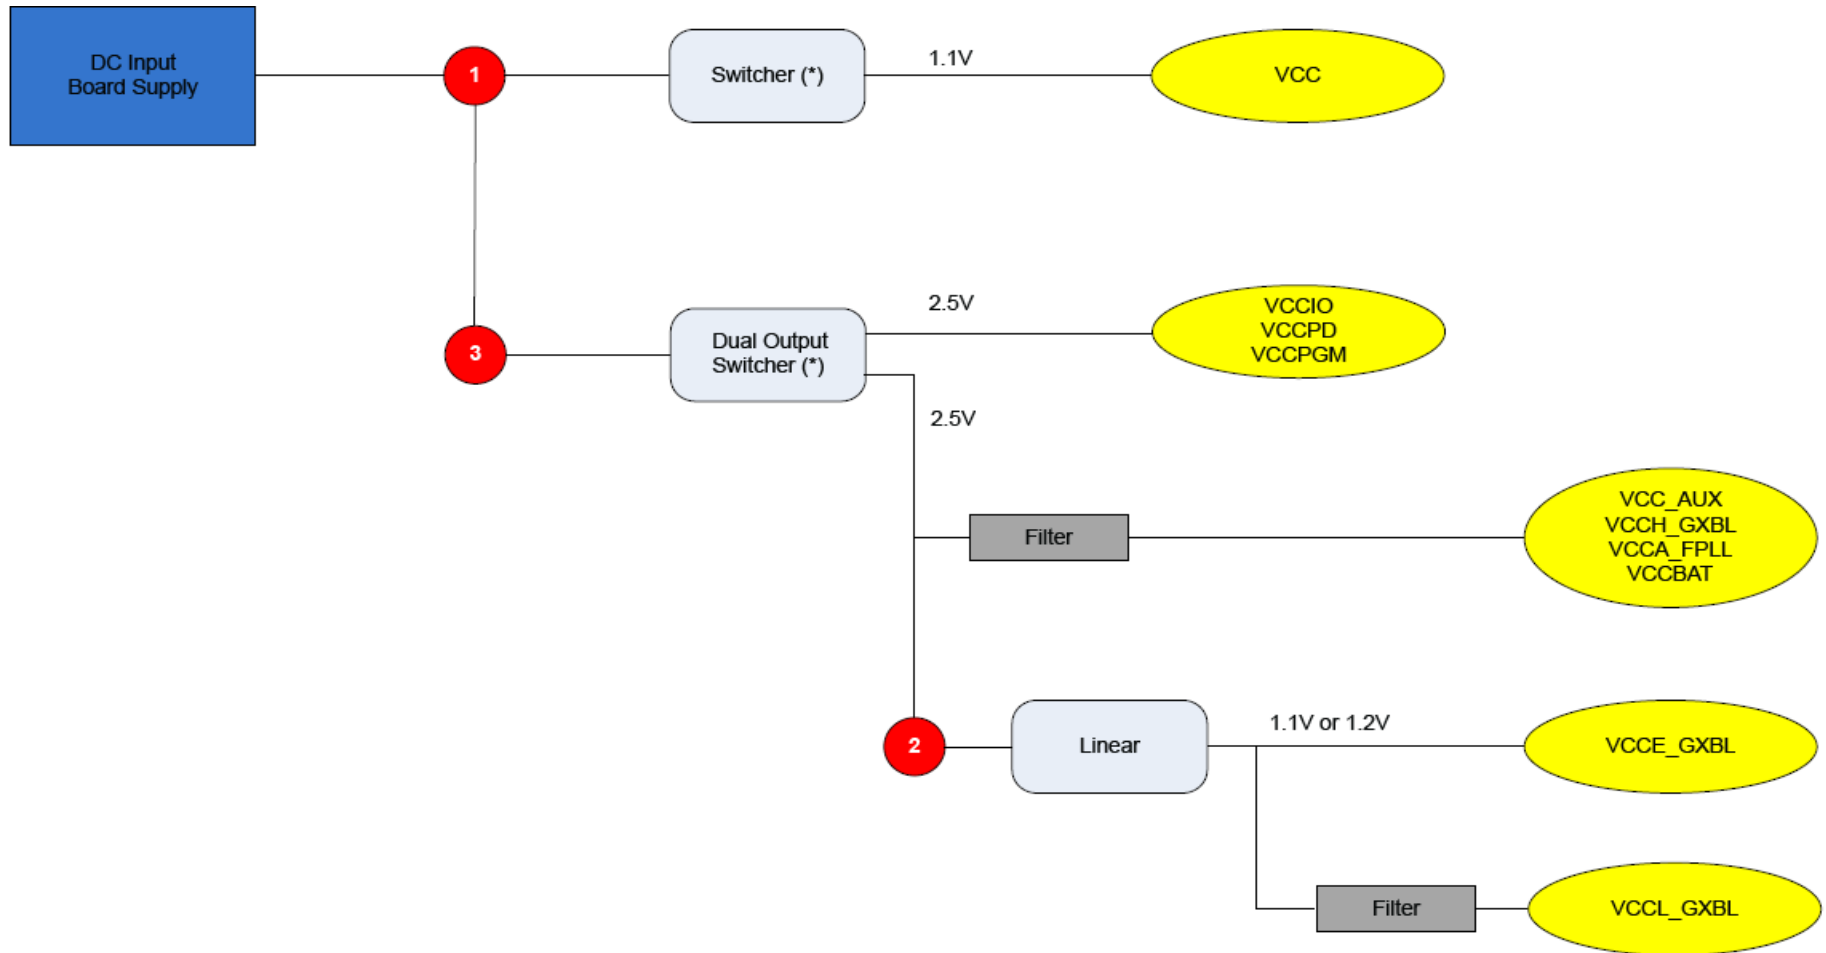 DC Input
Board Supply
1
Switcher (*)
1.1V
VCC
3
Dual Output
Switcher (*)
2.5V
VCCIO
VCCPD
VCCPGM
2.5V
Filter
VCC_AUX
VCCH_GXBL
VCCA_FPLL
VCCBAT
2
Linear
1.1V or 1.2V
VCCE_GXBL
Filter
VCCL_GXBL